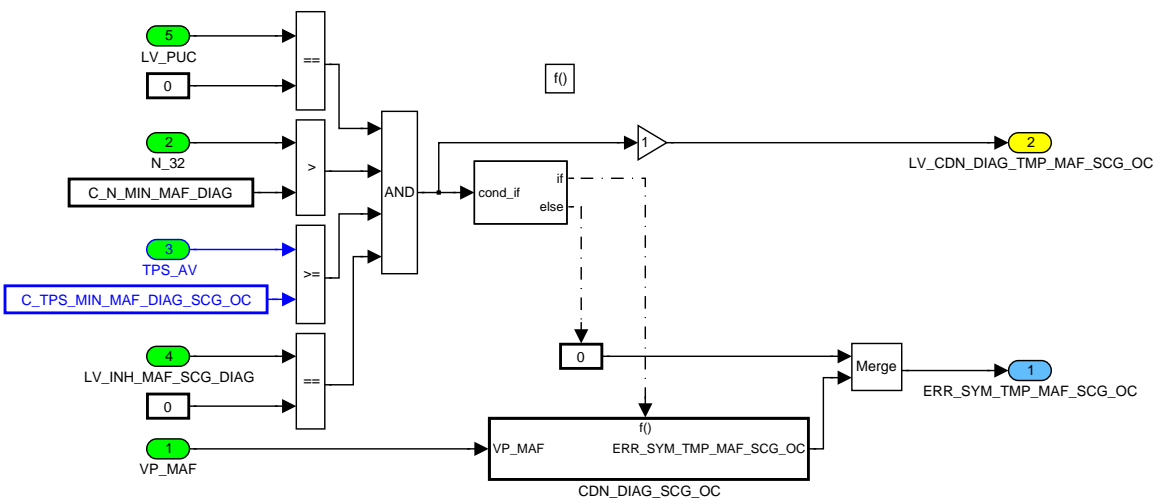 5
LV_PUC
0
==
f()
2
N_32
C_N_MIN_MAF_DIAG
>
AND
1
2
LV_CDN_DIAG_TMP_MAF_SCG_OC
cond_if
if
else
3
TPS_AV
C_TPS_MIN_MAF_DIAG_SCG_OC
>=
4
LV_INH_MAF_SCG_DIAG
0
==
0
Merge
1
ERR_SYM_TMP_MAF_SCG_OC
1
VP_MAF
f()
VP_MAF
ERR_SYM_TMP_MAF_SCG_OC
CDN_DIAG_SCG_OC